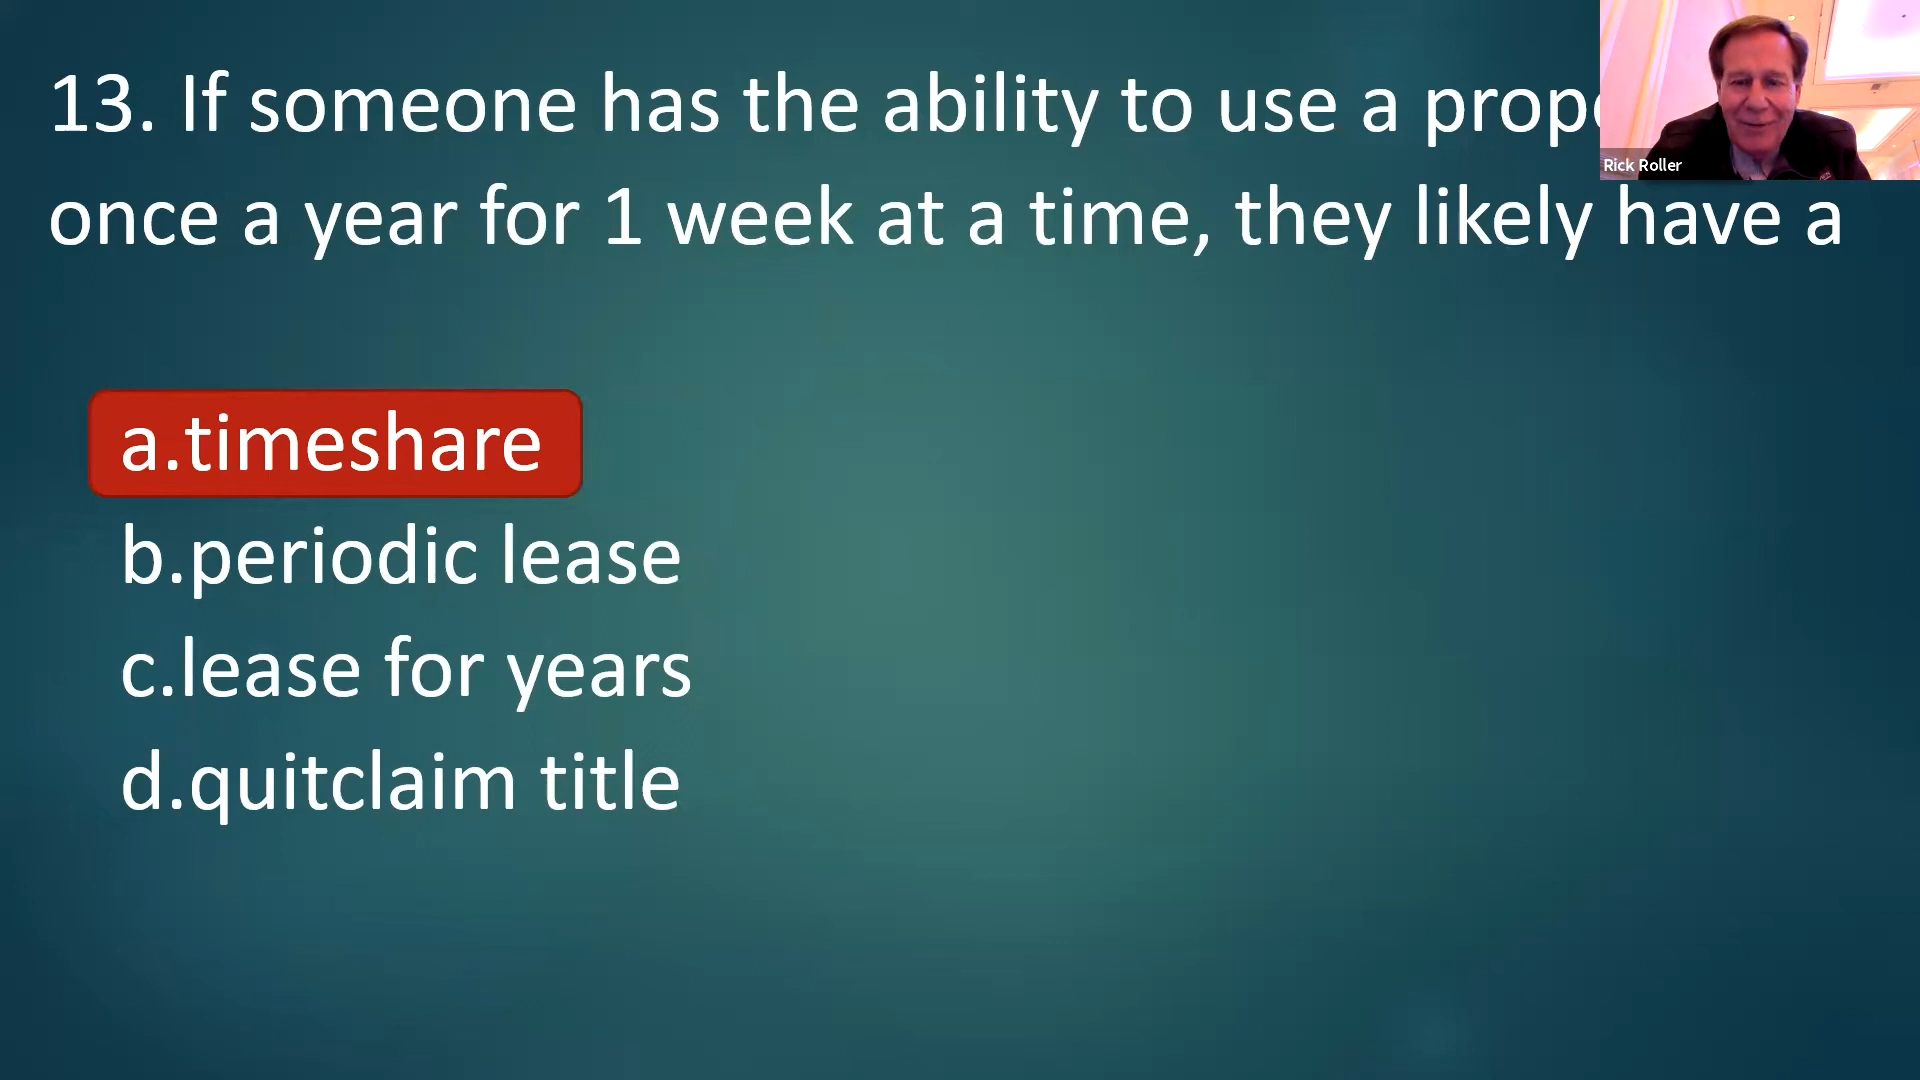 13. If someone has the ability to use a
once a year for 1 week at a time, they likely have a
a.timeshare
b.periodic lease
c.lease for years
d.quitclaim title
Rick Roller